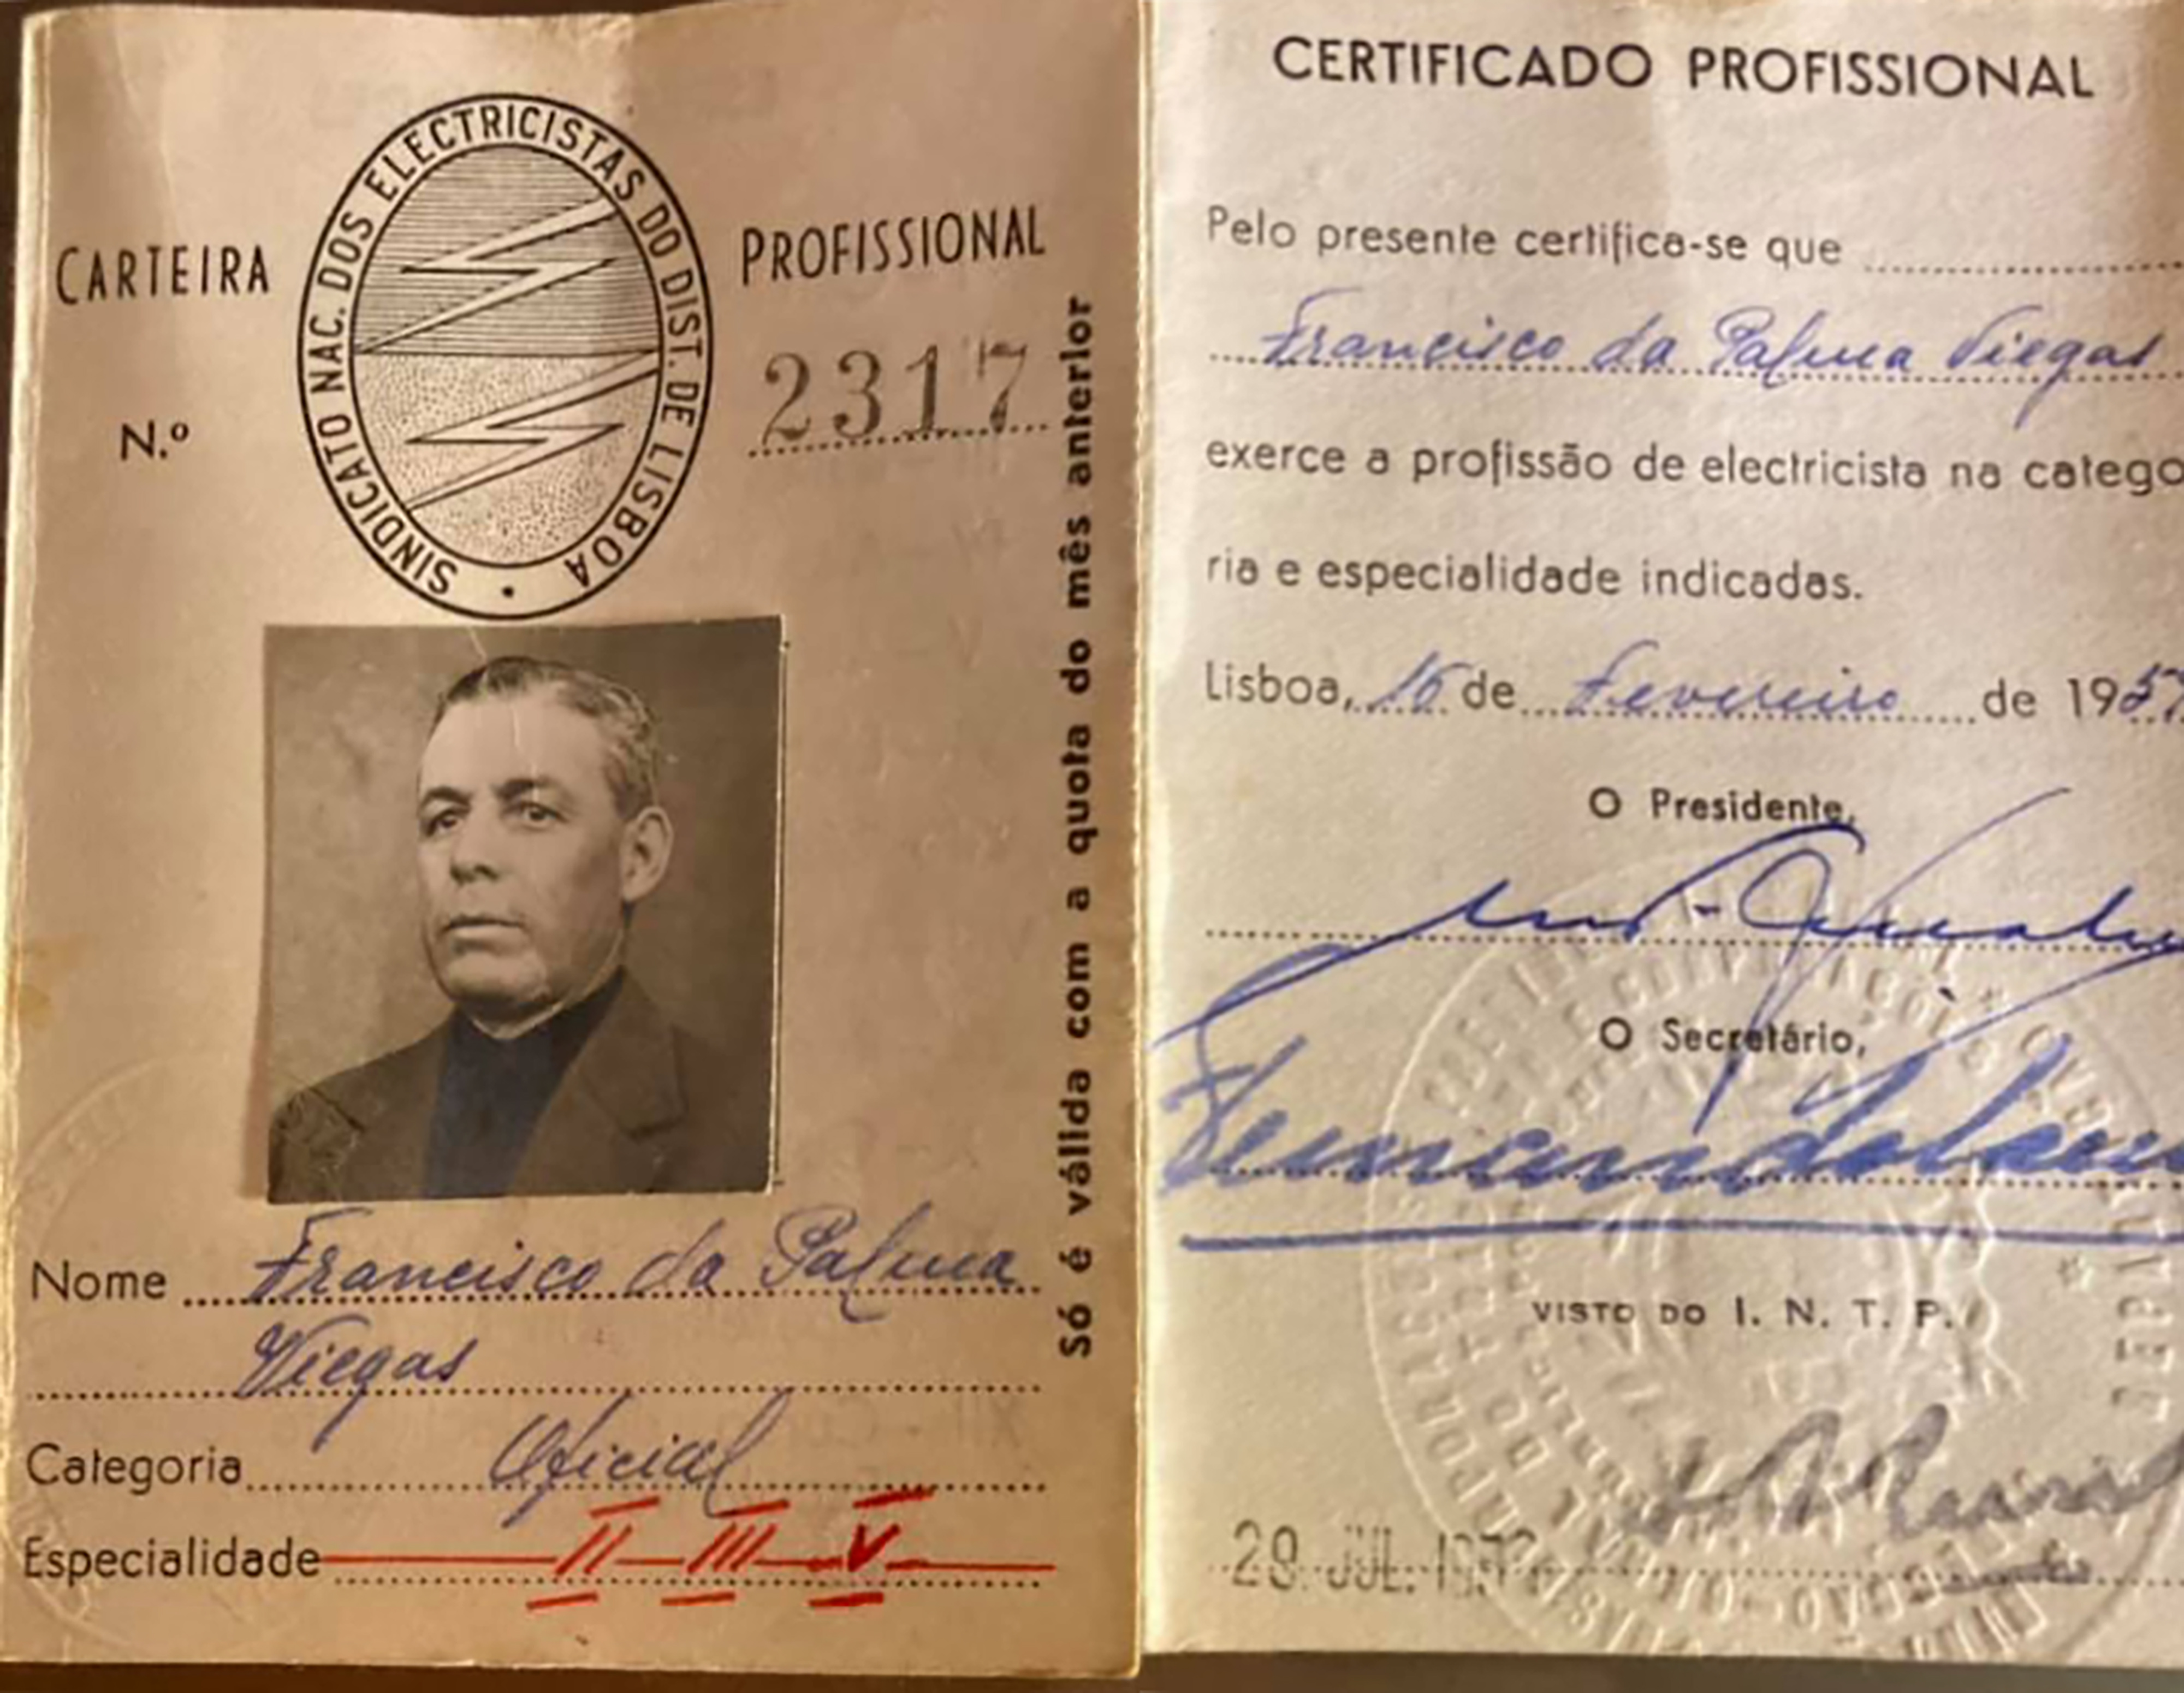 SINDICATO NAC. DOS ELECTRICISTAS DO DIST. DE LISBOA
CARTEIRA PROFISSIONAL
N.º 2317
Só é válida com a quota do mês anterior
Nome Francisco da Palma
Viegas
Categoria Oficial
Especialidade II III V
CERTIFICADO PROFISSIONAL
Pelo presente certifica-se que
Francisco da Palma Viegas
exerce a profissão de electricista na catego
ria e especialidade indicadas.
Lisboa, 16 de Fevereiro de 1957
O Presidente,
O Secretário,
VISTO DO I. N. T. P.
29 JUL.